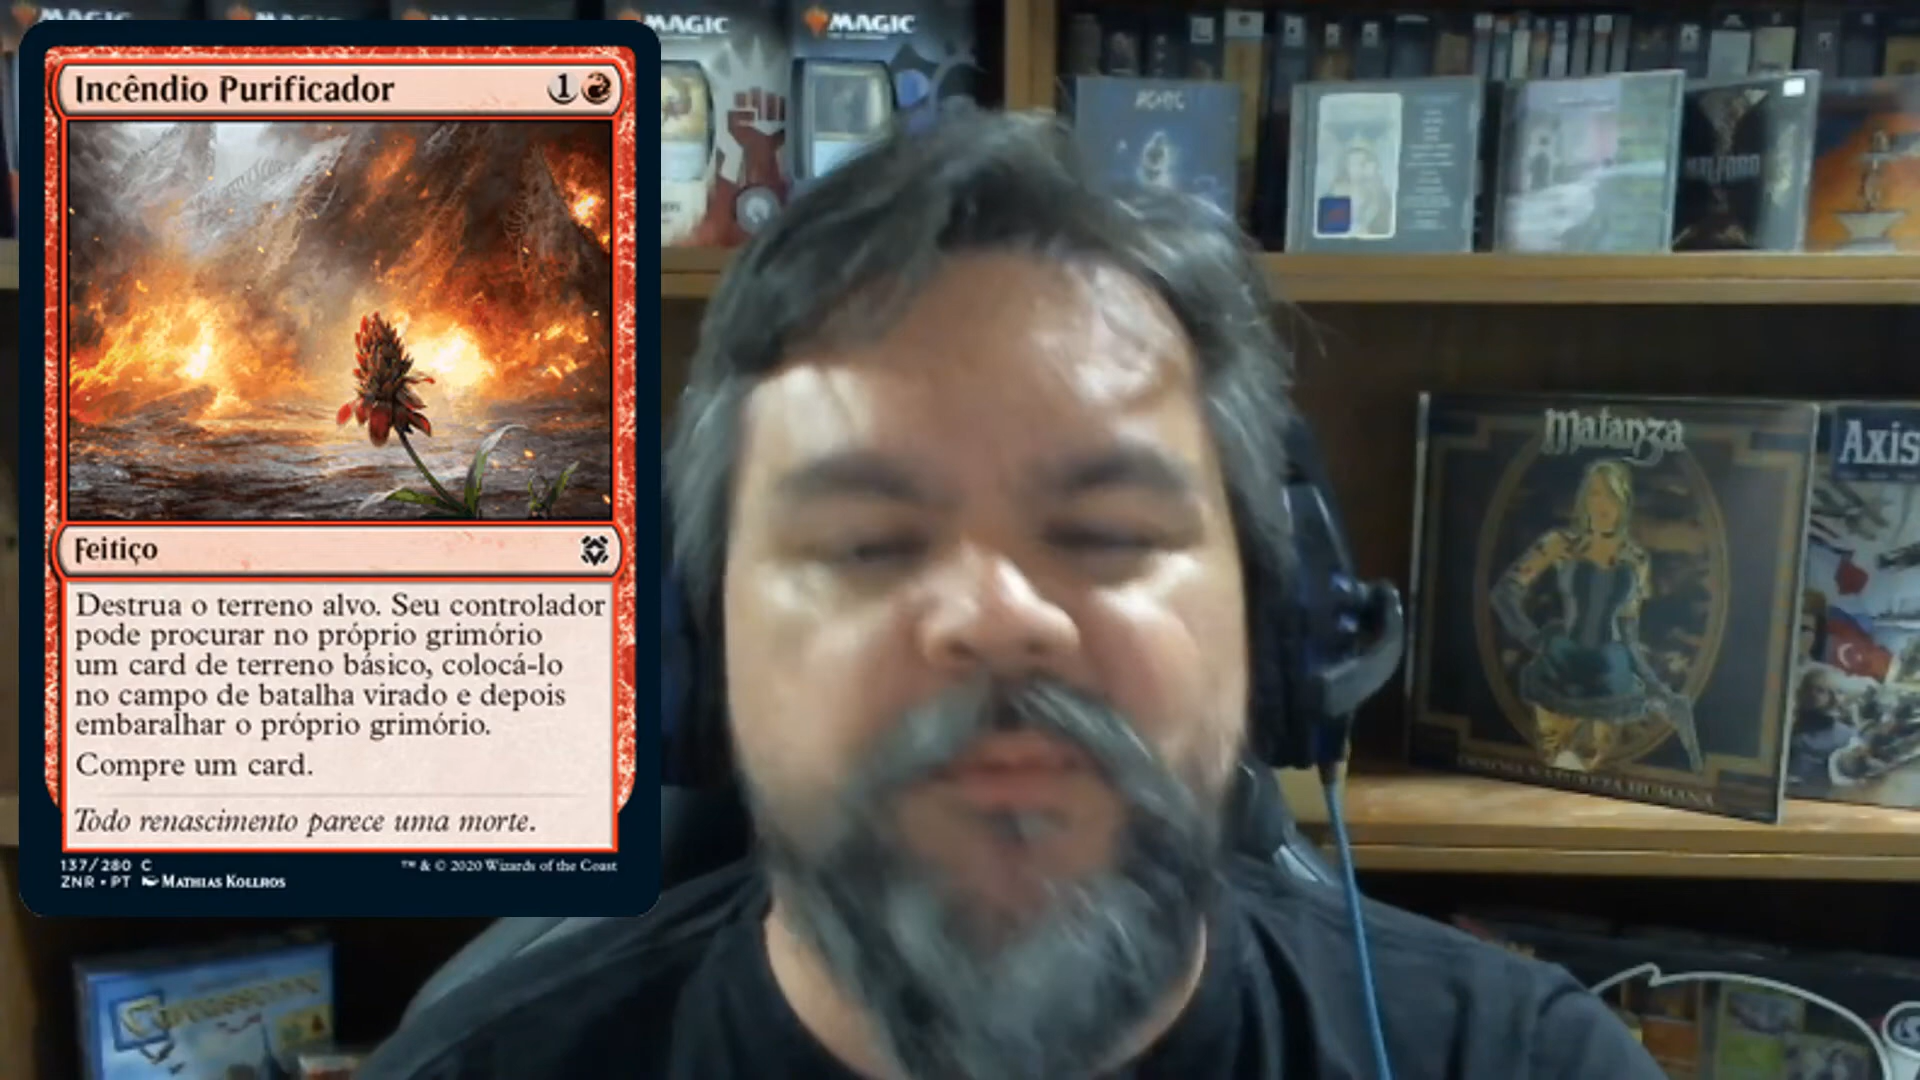 MAGIC
MAGIC
Incêndio Purificador
1
Feitiço
Destrua o terreno alvo. Seu controlador
pode procurar no próprio grimório
um card de terreno básico, colocá-lo
no campo de batalha virado e depois
embaralhar o próprio grimório.
Compre um card.
Todo renascimento parece uma morte.
137/280 C
ZNR • PT MATHIAS KOLLROS
™ & © 2020 Wizards of the Coast
Matanza
Axis